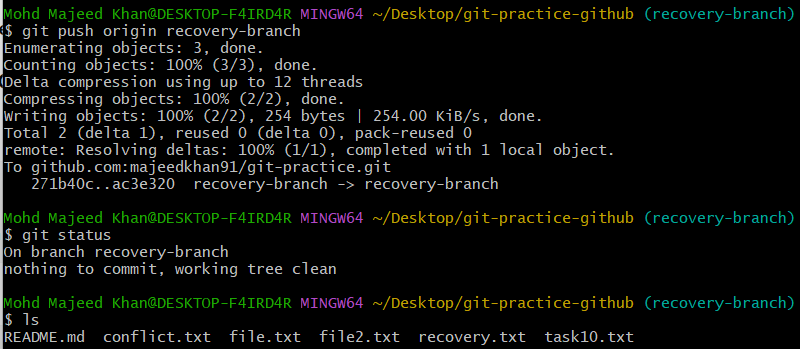 Mohd Majeed Khan@DESKTOP-F4IRD4R MINGW64 ~/Desktop/git-practice-github (recovery-branch)
$ git push origin recovery-branch
Enumerating objects: 3, done.
Counting objects: 100% (3/3), done.
Delta compression using up to 12 threads
Compressing objects: 100% (2/2), done.
Writing objects: 100% (2/2), 254 bytes | 254.00 KiB/s, done.
Total 2 (delta 1), reused 0 (delta 0), pack-reused 0
remote: Resolving deltas: 100% (1/1), completed with 1 local object.
To github.com:majeedkhan91/git-practice.git
   271b40c..ac3e320  recovery-branch -> recovery-branch

Mohd Majeed Khan@DESKTOP-F4IRD4R MINGW64 ~/Desktop/git-practice-github (recovery-branch)
$ git status
On branch recovery-branch
nothing to commit, working tree clean

Mohd Majeed Khan@DESKTOP-F4IRD4R MINGW64 ~/Desktop/git-practice-github (recovery-branch)
$ ls
README.md  conflict.txt  file.txt  file2.txt  recovery.txt  task10.txt